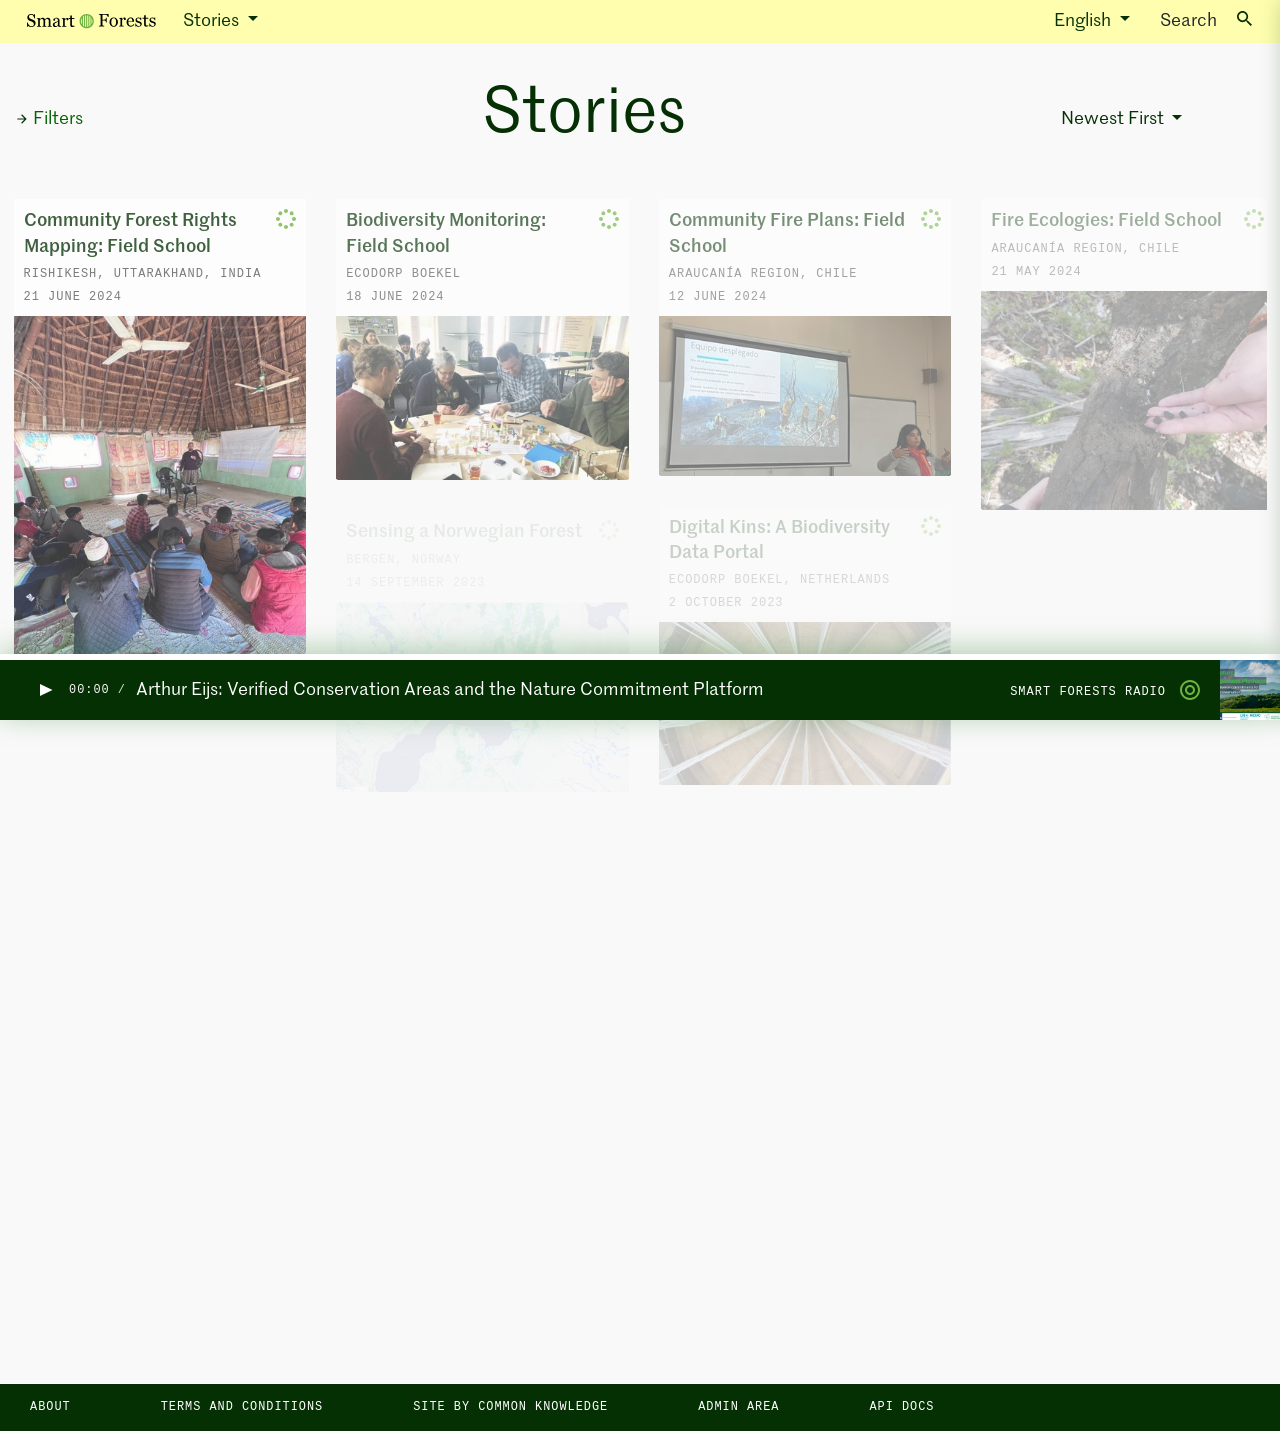 Smart Forests
Stories
English
Search
Stories
→ Filters
Newest First
Community Forest Rights
Mapping: Field School
RISHIKESH, UTTARAKHAND, INDIA
21 JUNE 2024
Biodiversity Monitoring:
Field School
ECODORP BOEKEL
18 JUNE 2024
Community Fire Plans: Field
School
ARAUCANÍA REGION, CHILE
12 JUNE 2024
Equipo desplegado
Fire Ecologies: Field School
ARAUCANÍA REGION, CHILE
21 MAY 2024
Sensing a Norwegian Forest
BERGEN, NORWAY
14 SEPTEMBER 2023
Digital Kins: A Biodiversity
Data Portal
ECODORP BOEKEL, NETHERLANDS
2 OCTOBER 2023
00:00 /
Arthur Eijs: Verified Conservation Areas and the Nature Commitment Platform
SMART FORESTS RADIO
ABOUT
TERMS AND CONDITIONS
SITE BY COMMON KNOWLEDGE
ADMIN AREA
API DOCS